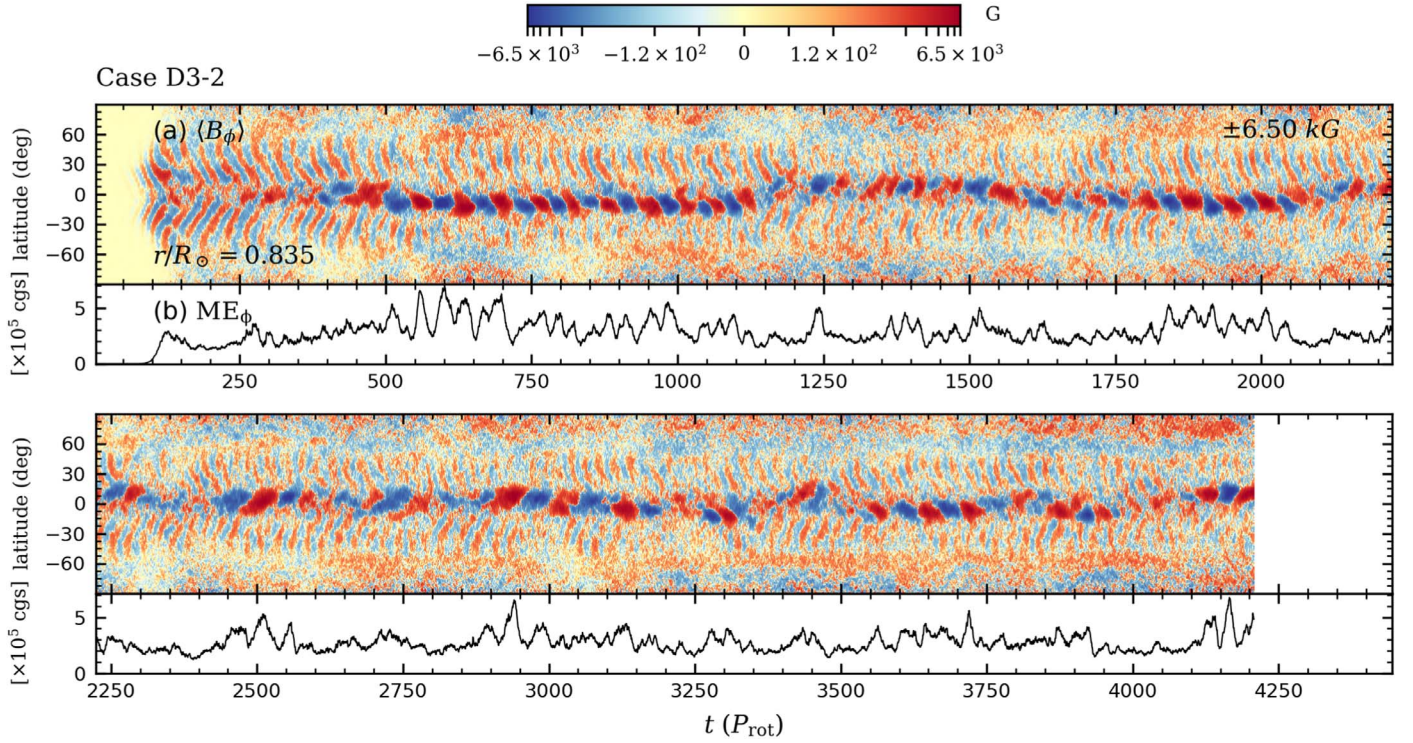 G
−6.5 × 10³ −1.2 × 10² 0 1.2 × 10² 6.5 × 10³
Case D3-2
(a) ⟨B_ϕ⟩
±6.50 kG
r/R_⊙ = 0.835
latitude (deg)
60
30
0
−30
−60
(b) ME_ϕ
[×10⁵ cgs]
5
0
250 500 750 1000 1250 1500 1750 2000
latitude (deg)
60
30
0
−30
−60
[×10⁵ cgs]
5
0
2250 2500 2750 3000 3250 3500 3750 4000 4250
t (P_rot)